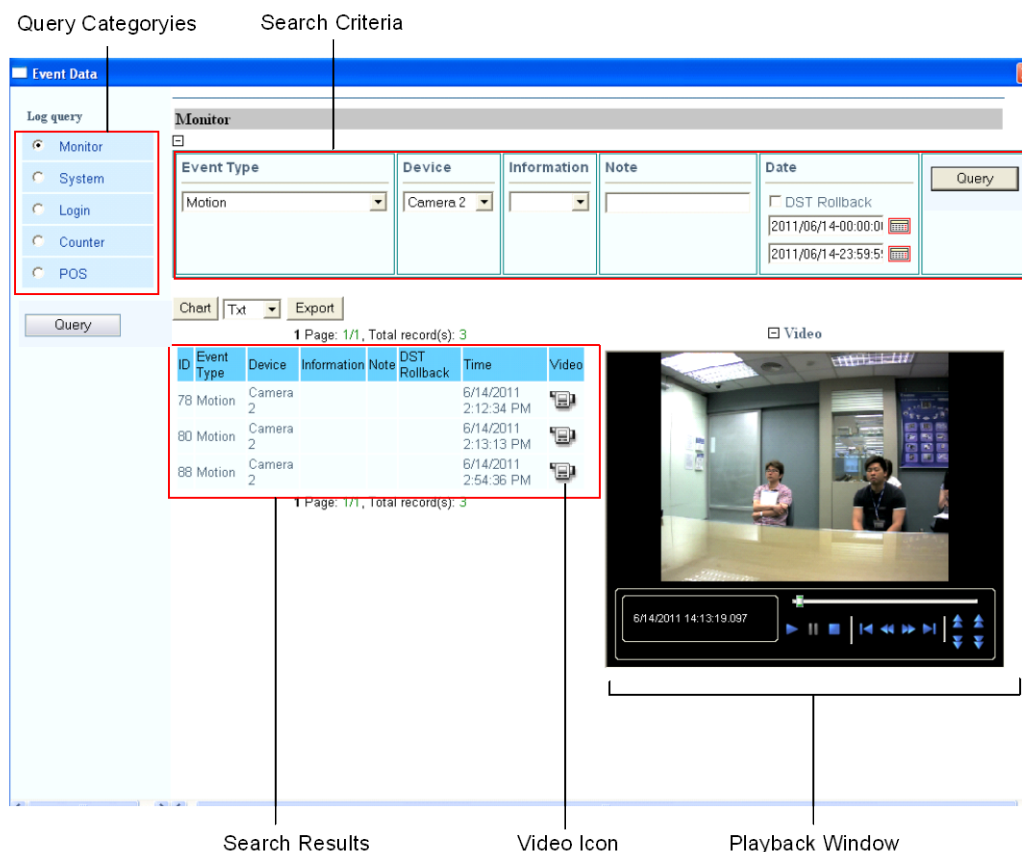 Query Categoryies
Search Criteria
Event Data
Log query
Monitor
System
Login
Counter
POS
Query
Monitor
Event Type
Device
Information
Note
Date
Query
Motion
Camera 2
DST Rollback
2011/06/14-00:00:0
2011/06/14-23:59:5
Chart
Txt
Export
1 Page: 1/1, Total record(s): 3
Video
ID Event Type Device Information Note DST Rollback Time Video
78 Motion Camera 2 6/14/2011 2:12:34 PM
80 Motion Camera 2 6/14/2011 2:13:13 PM
88 Motion Camera 2 6/14/2011 2:54:36 PM
1 Page: 1/1, Total record(s): 3
6/14/2011 14:13:19.097
Search Results
Video Icon
Playback Window